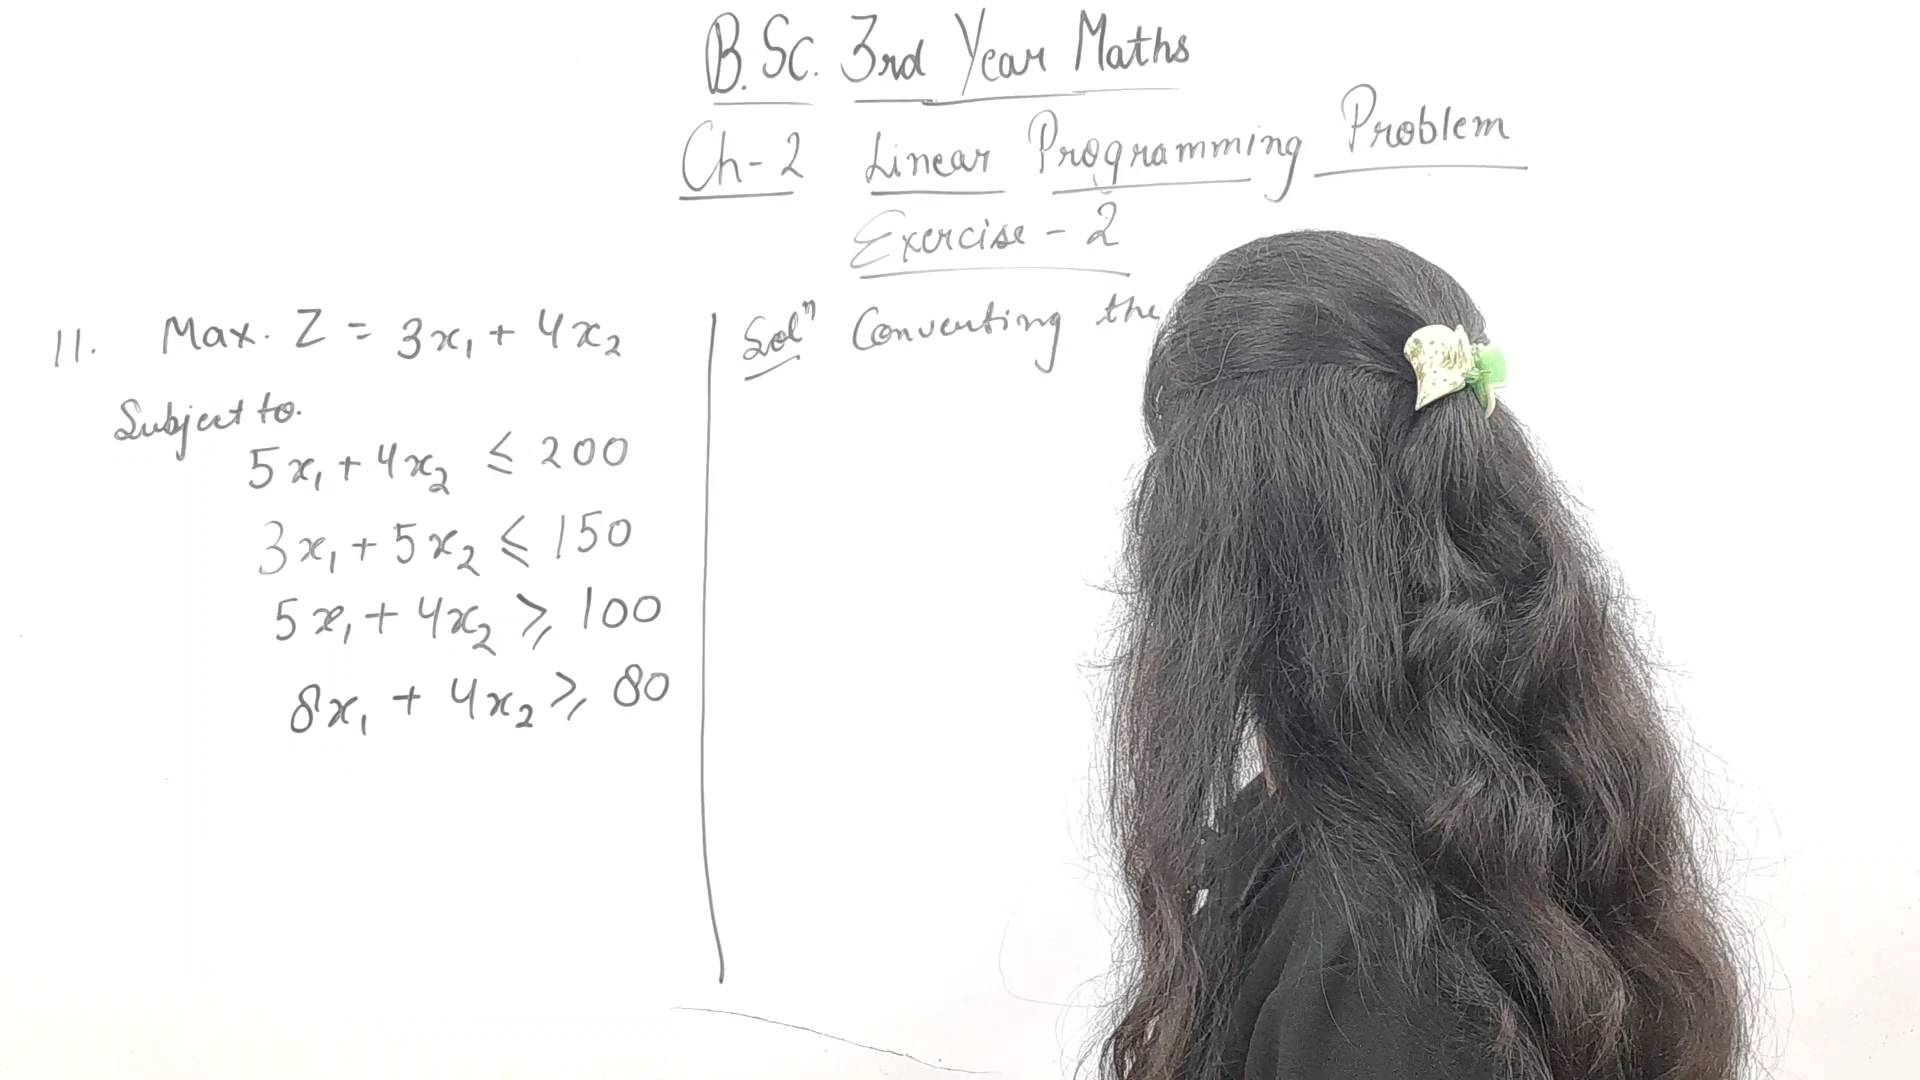 B.Sc. 3rd Year Maths
Ch-2 Linear Programming Problem
Exercise - 2
11. Max. Z = 3x₁ + 4x₂
Subject to.
5x₁ + 4x₂ ≤ 200
3x₁ + 5x₂ ≤ 150
5x₁ + 4x₂ ≥ 100
8x₁ + 4x₂ ≥ 80
Solⁿ Converting the